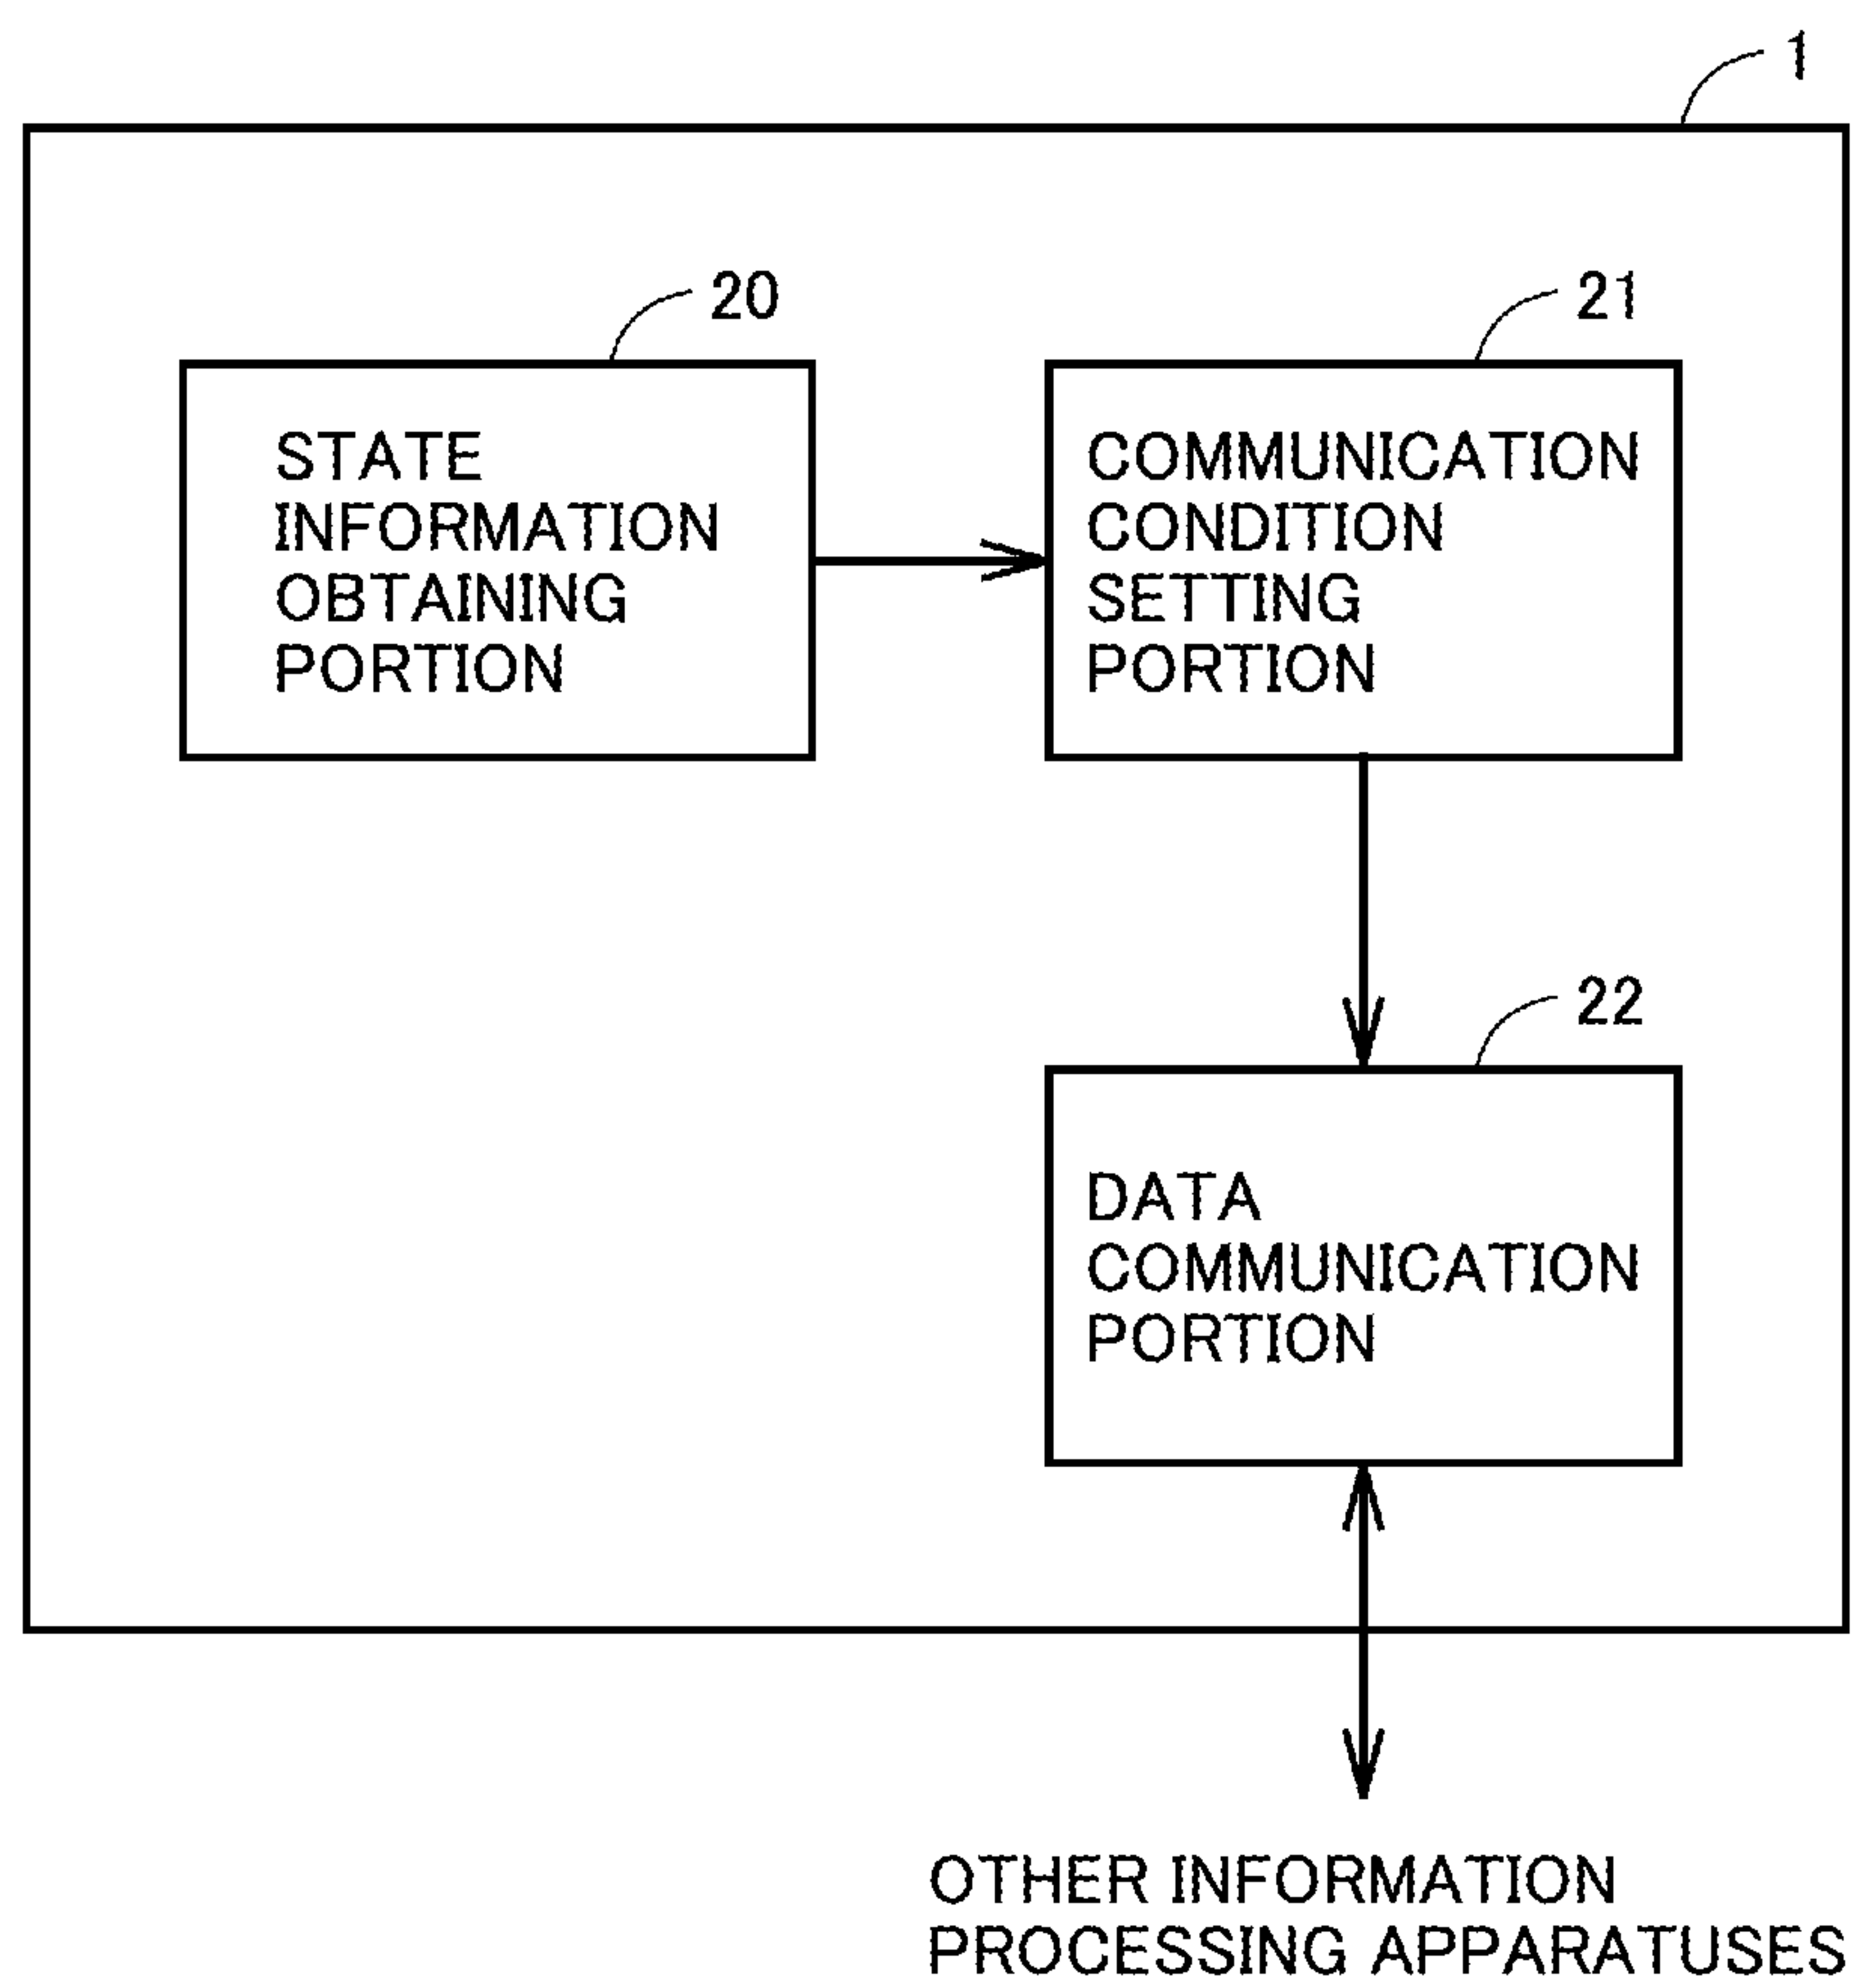 1
20
21
STATE
INFORMATION
OBTAINING
PORTION
COMMUNICATION
CONDITION
SETTING
PORTION
22
DATA
COMMUNICATION
PORTION
OTHER INFORMATION
PROCESSING APPARATUSES